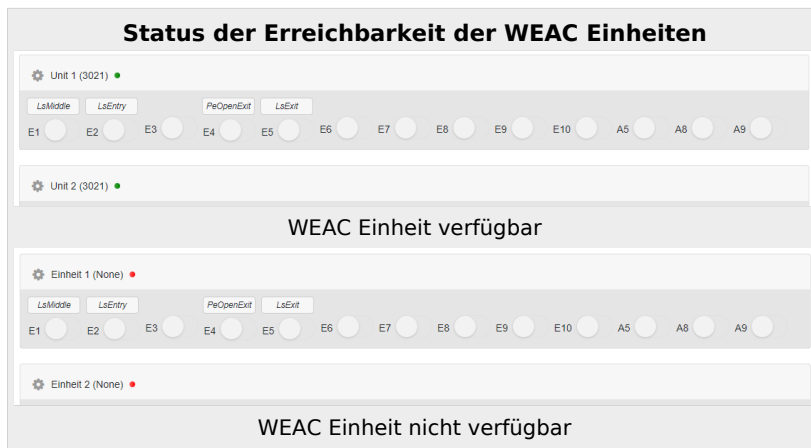 Status der Erreichbarkeit der WEAC Einheiten
Unit 1 (3021)
LsMiddle LsEntry PeOpenExit LsExit
E1 E2 E3 E4 E5 E6 E7 E8 E9 E10 A5 A8 A9
Unit 2 (3021)
WEAC Einheit verfügbar
Einheit 1 (None)
LsMiddle LsEntry PeOpenExit LsExit
E1 E2 E3 E4 E5 E6 E7 E8 E9 E10 A5 A8 A9
Einheit 2 (None)
WEAC Einheit nicht verfügbar